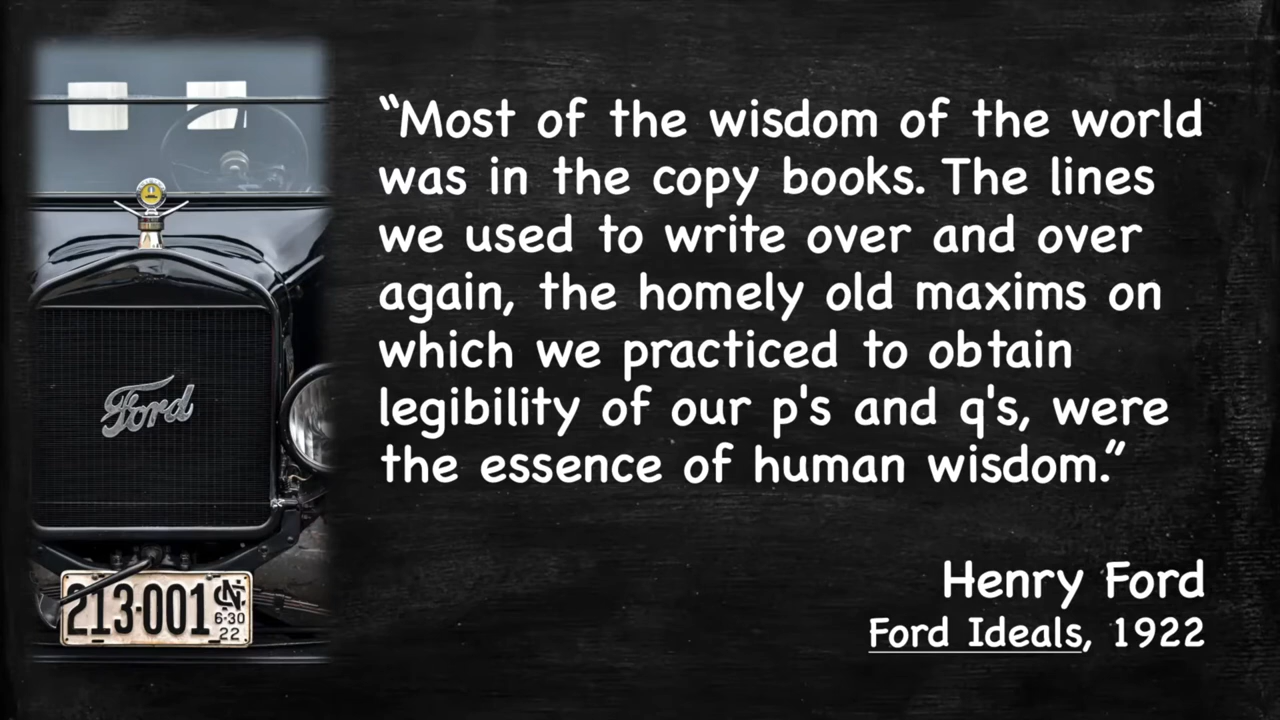 “Most of the wisdom of the world
was in the copy books. The lines
we used to write over and over
again, the homely old maxims on
which we practiced to obtain
legibility of our p's and q's, were
the essence of human wisdom.”
Henry Ford
Ford Ideals, 1922
Ford
213·001 NC
6·30
22